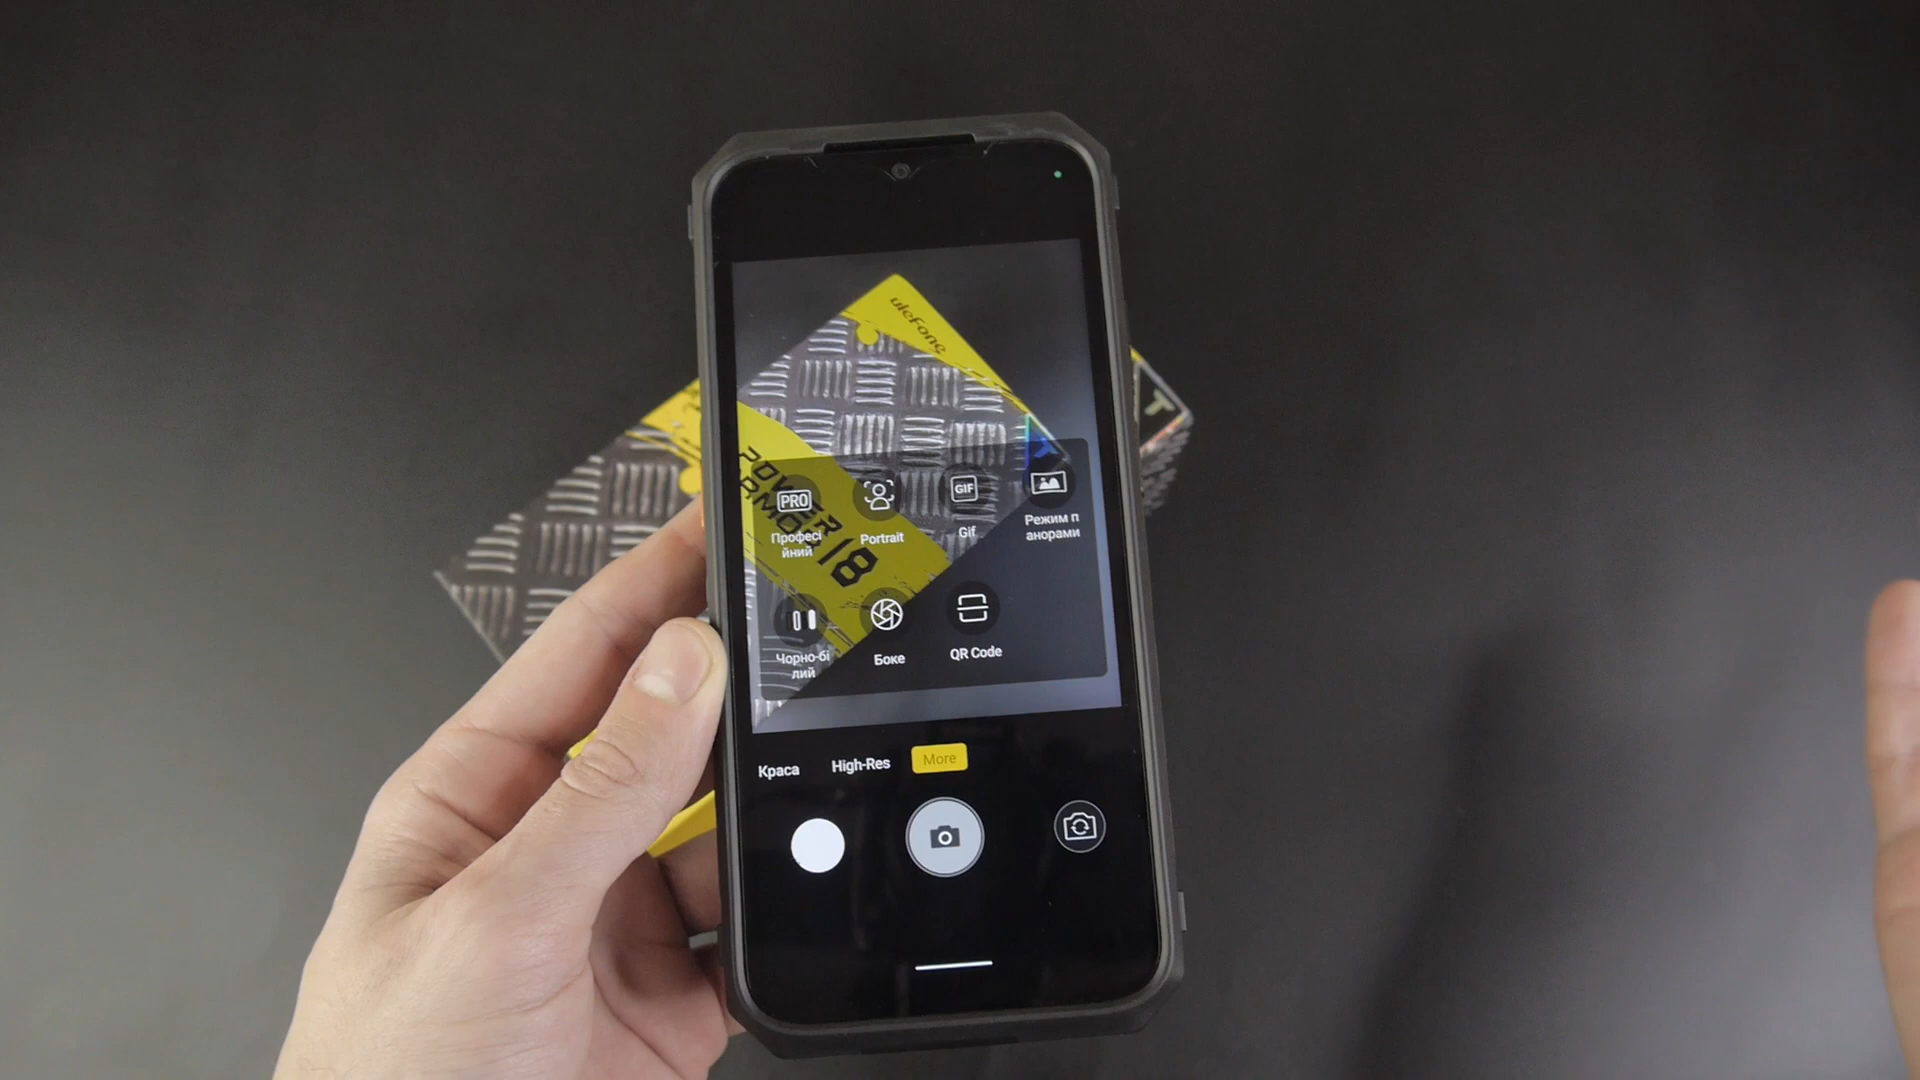 ulefone
POWER
ARMOR 18
PRO
GIF
Професі
йний
Portrait
Gif
Режим п
анорами
Чорно-бі
лий
Боке
QR Code
Краса
High-Res
More